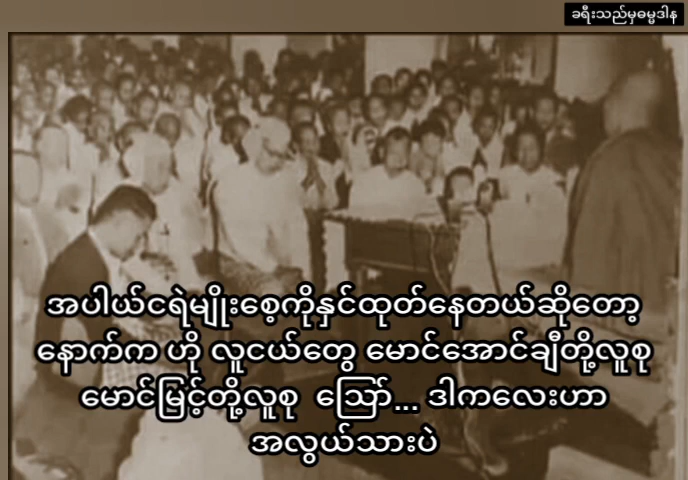 ခရီးသည်မှဓမ္မဒါန
အပါယ်ငရဲမျိုးစေ့ကိုနှင်ထုတ်နေတယ်ဆိုတော့
နောက်က ဟို လူငယ်တွေ မောင်အောင်ချီတို့လူစု
မောင်မြင့်တို့လူစု ဩော်... ဒါကလေးဟာ
အလွယ်သားပဲ